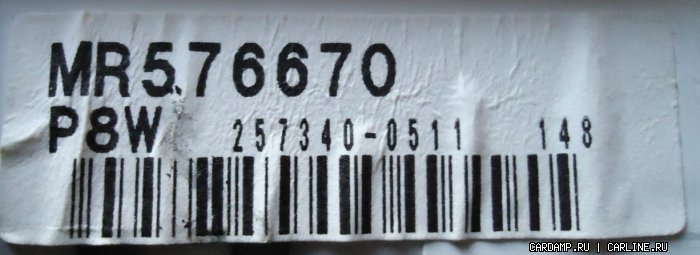 MR576670
P8W 257340-0511 148
CARDAMP.RU | CARLINE.RU